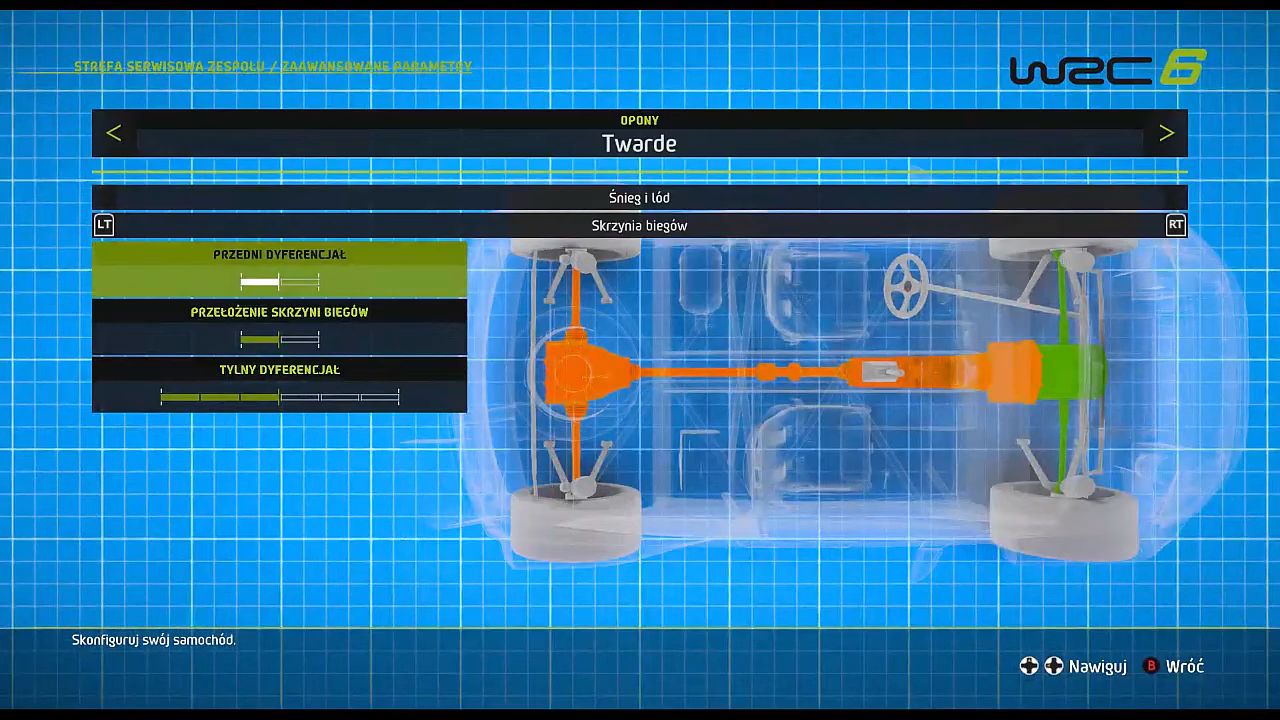 STREFA SERWISOWA ZESPOŁU / ZAAWANSOWANE PARAMETRY
WRC 6
OPONY
< Twarde >
Śnieg i lód
LT Skrzynia biegów RT
PRZEDNI DYFERENCJAŁ
PRZEŁOŻENIE SKRZYNI BIEGÓW
TYLNY DYFERENCJAŁ
Skonfiguruj swój samochód.
Nawiguj B Wróć